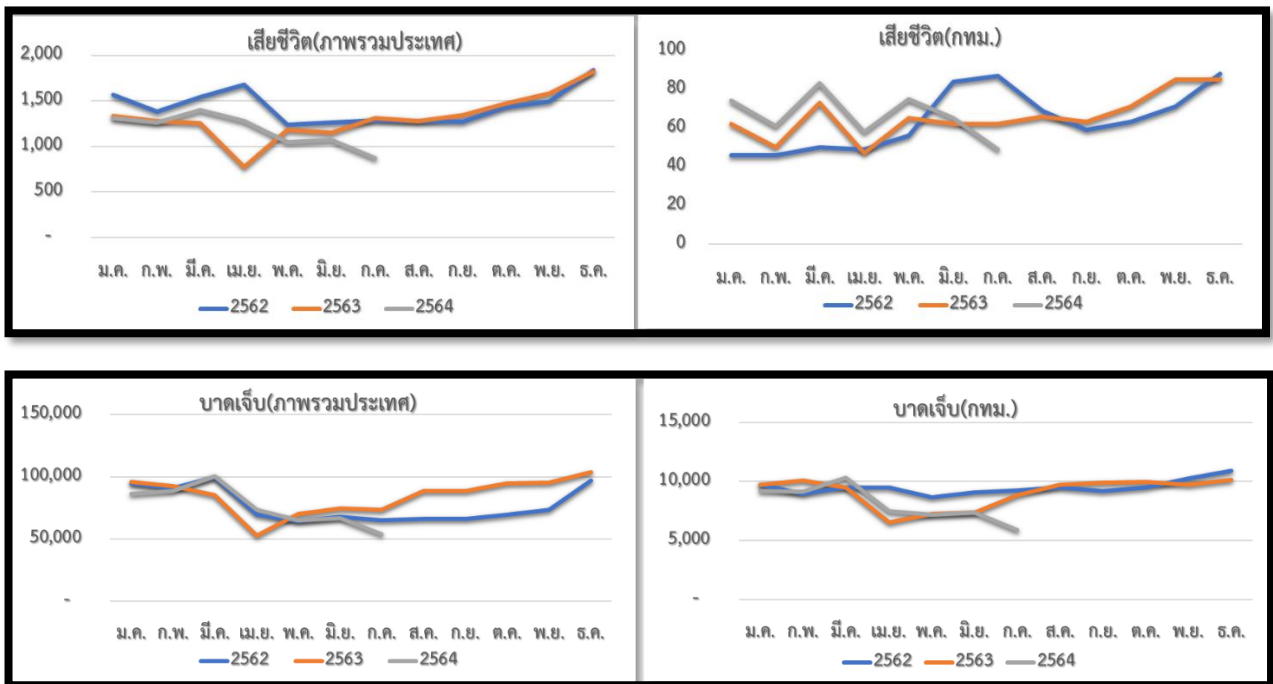 เสียชีวิต(ภาพรวมประเทศ)
2,000
1,500
1,000
500
-
ม.ค. ก.พ. มี.ค. เม.ย. พ.ค. มิ.ย. ก.ค. ส.ค. ก.ย. ต.ค. พ.ย. ธ.ค.
2562 2563 2564
เสียชีวิต(กทม.)
100
80
60
40
20
0
ม.ค. ก.พ. มี.ค. เม.ย. พ.ค. มิ.ย. ก.ค. ส.ค. ก.ย. ต.ค. พ.ย. ธ.ค.
2562 2563 2564
บาดเจ็บ(ภาพรวมประเทศ)
150,000
100,000
50,000
-
ม.ค. ก.พ. มี.ค. เม.ย. พ.ค. มิ.ย. ก.ค. ส.ค. ก.ย. ต.ค. พ.ย. ธ.ค.
2562 2563 2564
บาดเจ็บ(กทม.)
15,000
10,000
5,000
-
ม.ค. ก.พ. มี.ค. เม.ย. พ.ค. มิ.ย. ก.ค. ส.ค. ก.ย. ต.ค. พ.ย. ธ.ค.
2562 2563 2564